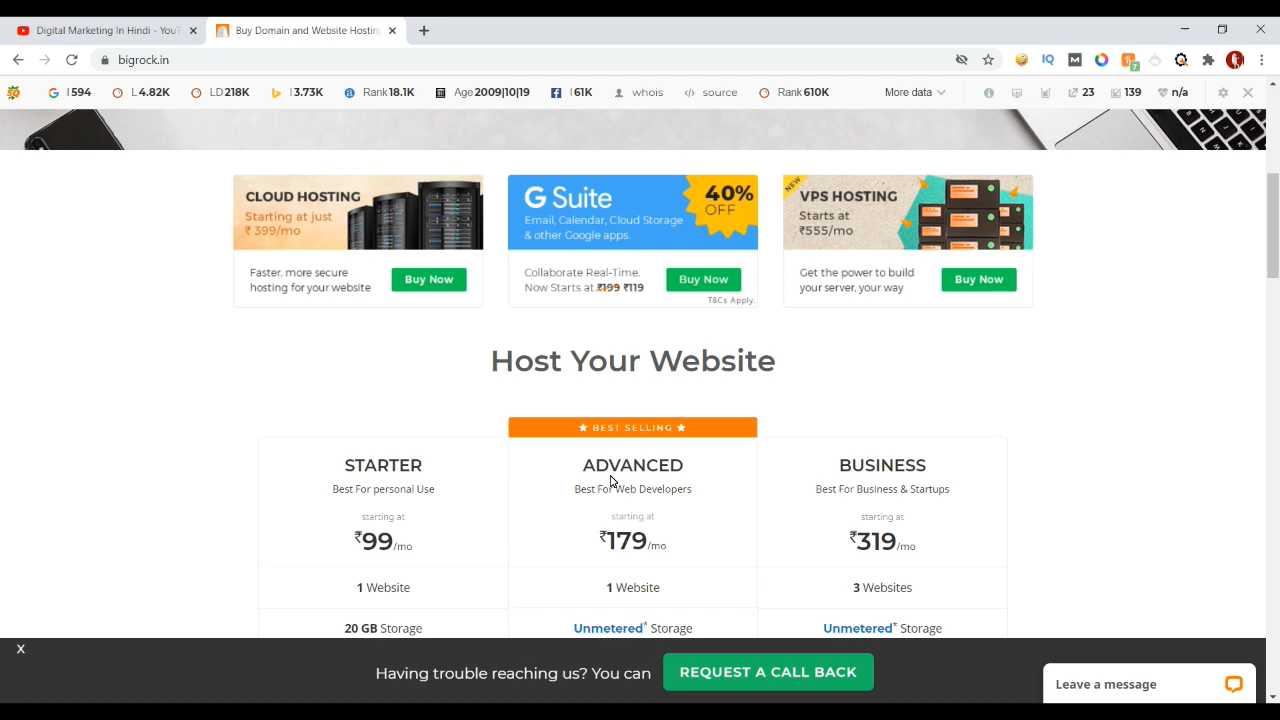 Digital Marketing In Hindi - YouT
Buy Domain and Website Hosting
bigrock.in
7
594
L 4.82K
LD 218K
I 3.73K
Rank 18.1K
Age 2009|10|19
I 61K
whois
source
Rank 610K
More data
23
139
n/a
CLOUD HOSTING
Starting at just
₹ 399/mo
Faster, more secure
hosting for your website
Buy Now
G Suite
Email, Calendar, Cloud Storage
& other Google apps.
40%
OFF
Collaborate Real-Time.
Now Starts at ₹199 ₹119
Buy Now
T&Cs Apply.
NEW
VPS HOSTING
Starts at
₹555/mo
Get the power to build
your server, your way
Buy Now
Host Your Website
BEST SELLING
STARTER
Best For personal Use
starting at
₹99/mo
1 Website
20 GB Storage
ADVANCED
Best For Web Developers
starting at
₹179/mo
1 Website
Unmetered* Storage
BUSINESS
Best For Business & Startups
starting at
₹319/mo
3 Websites
Unmetered* Storage
X
Having trouble reaching us? You can
REQUEST A CALL BACK
Leave a message